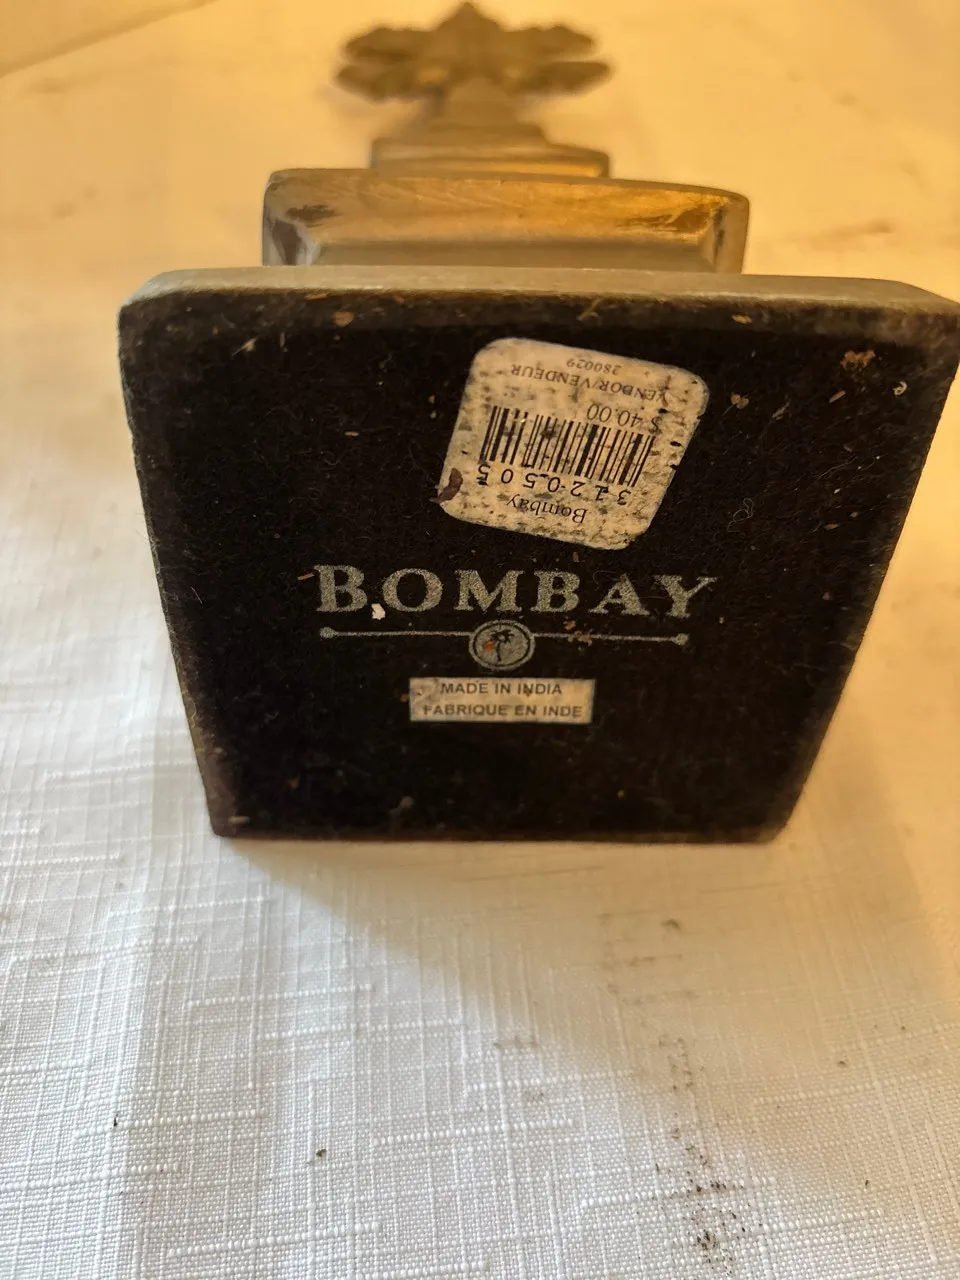 Bombay
3 1 2 0 5 0 5
$ 40.00
VENDOR/VENDEUR
280029
BOMBAY
MADE IN INDIA
FABRIQUE EN INDE